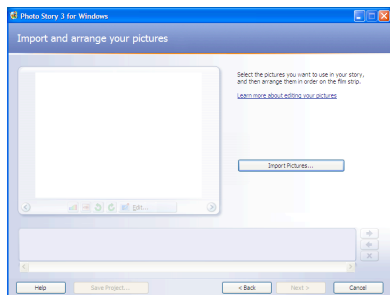 Photo Story 3 for Windows
Import and arrange your pictures
Select the pictures you want to use in your story,
and then arrange them in order on the film strip.
Learn more about editing your pictures
Import Pictures...
Edit...
Help
Save Project...
< Back
Next >
Cancel